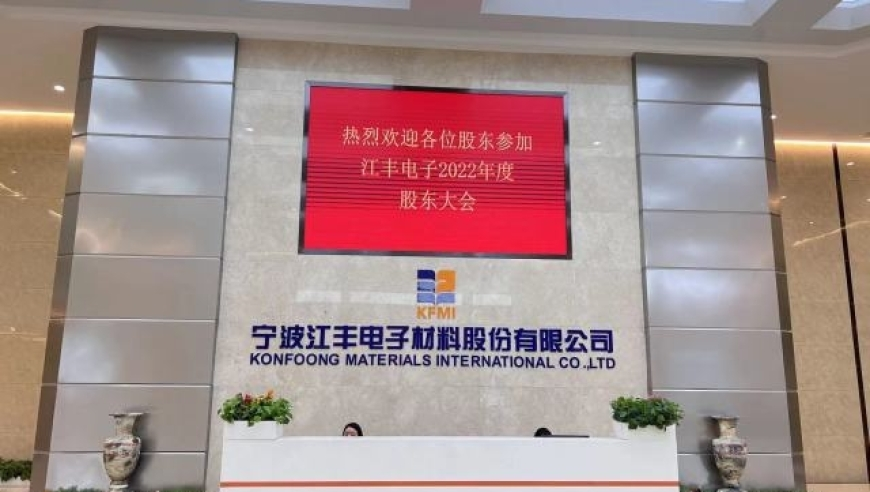 热烈欢迎各位股东参加
江丰电子2022年度
股东大会
KFMI
宁波江丰电子材料股份有限公司
KONFOONG MATERIALS INTERNATIONAL CO.,LTD